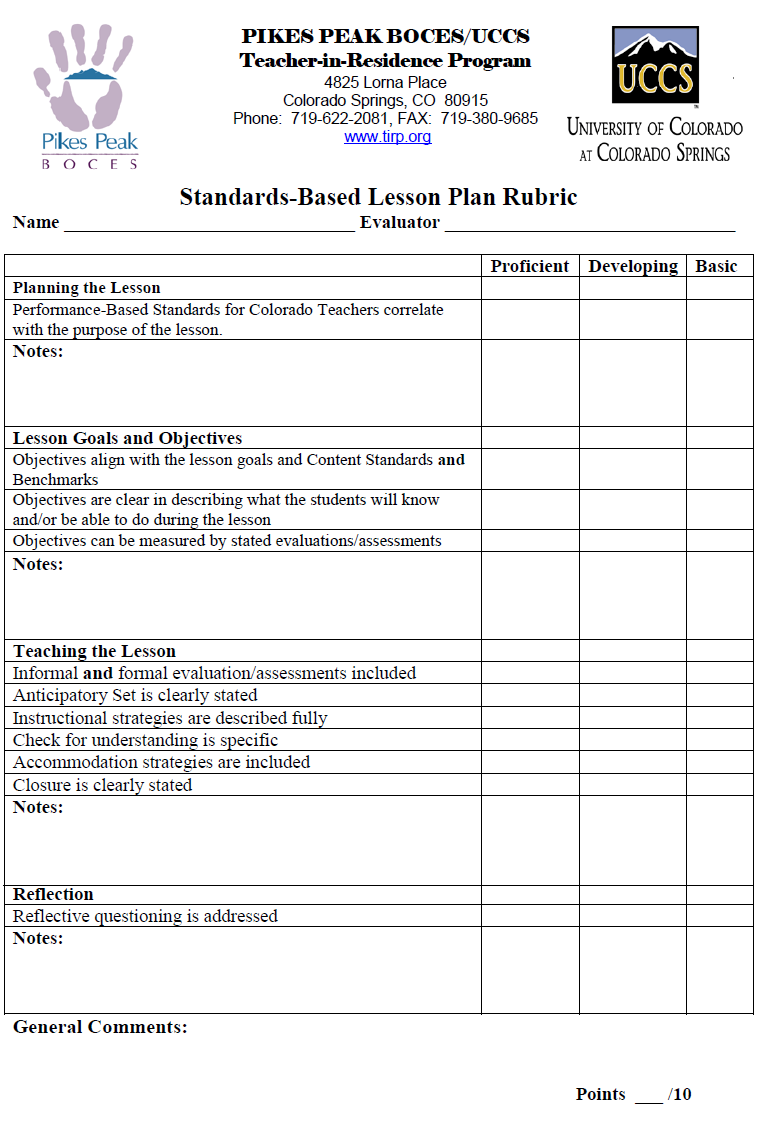 PIKES PEAK BOCES/UCCS
Teacher-in-Residence Program
4825 Lorna Place
Colorado Springs, CO  80915
Phone:  719-622-2081, FAX:  719-380-9685
www.tirp.org
Pikes Peak
BOCES
UCCS
TM
UNIVERSITY OF COLORADO
AT COLORADO SPRINGS
Standards-Based Lesson Plan Rubric
Name ______________________________ Evaluator ______________________________
Proficient Developing Basic
Planning the Lesson
Performance-Based Standards for Colorado Teachers correlate
with the purpose of the lesson.
Notes:
Lesson Goals and Objectives
Objectives align with the lesson goals and Content Standards and
Benchmarks
Objectives are clear in describing what the students will know
and/or be able to do during the lesson
Objectives can be measured by stated evaluations/assessments
Notes:
Teaching the Lesson
Informal and formal evaluation/assessments included
Anticipatory Set is clearly stated
Instructional strategies are described fully
Check for understanding is specific
Accommodation strategies are included
Closure is clearly stated
Notes:
Reflection
Reflective questioning is addressed
Notes:
General Comments:
Points ___ /10